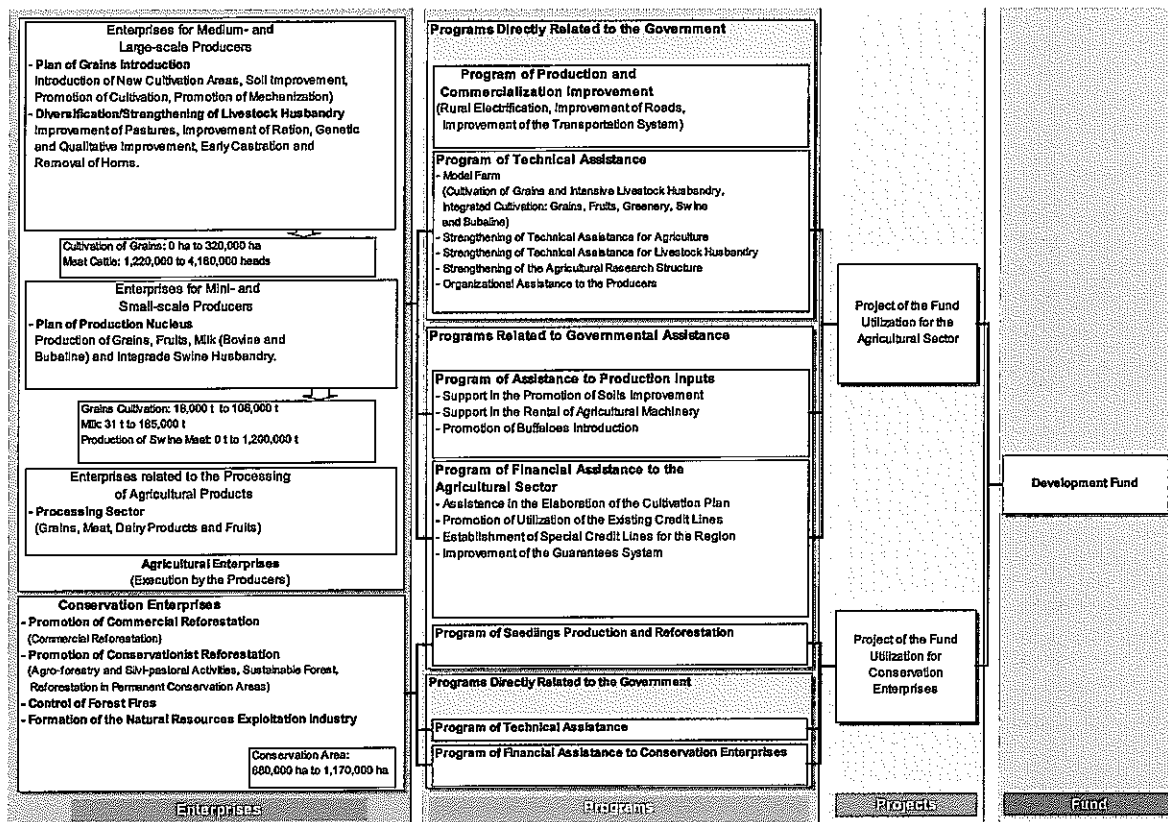 Enterprises for Medium- and
Large-scale Producers
- Plan of Grains Introduction
Introduction of New Cultivation Areas, Soil Improvement,
Promotion of Cultivation, Promotion of Mechanization)
- Diversification/Strengthening of Livestock Husbandry
Improvement of Pastures, Improvement of Ration, Genetic
and Qualitative Improvement, Early Castration and
Removal of Horns.
Cultivation of Grains: 0 ha to 320,000 ha
Meat Cattle: 1,220,000 to 4,160,000 heads
Enterprises for Mini- and
Small-scale Producers
- Plan of Production Nucleus
Production of Grains, Fruits, Milk (Bovine and
Bubaline) and Integrade Swine Husbandry.
Grains Cultivation: 18,000 t to 106,000 t
Milk: 31 t to 165,000 t
Production of Swine Meat: 0 t to 1,200,000 t
Enterprises related to the Processing
of Agricultural Products
- Processing Sector
(Grains, Meat, Dairy Products and Fruits)
Agricultural Enterprises
(Execution by the Producers)
Conservation Enterprises
- Promotion of Commercial Reforestation
(Commercial Reforestation)
- Promotion of Conservationist Reforestation
(Agro-forestry and Silvi-pastoral Activities, Sustainable Forest,
Reforestation in Permanent Conservation Areas)
- Control of Forest Fires
- Formation of the Natural Resources Exploitation Industry
Conservation Area:
680,000 ha to 1,170,000 ha
Enterprises
Programs Directly Related to the Government
Program of Production and
Commercialization Improvement
(Rural Electrification, Improvement of Roads,
Improvement of the Transportation System)
Program of Technical Assistance
- Model Farm
(Cultivation of Grains and Intensive Livestock Husbandry,
Integrated Cultivation: Grains, Fruits, Greenery, Swine
and Bubaline)
- Strengthening of Technical Assistance for Agriculture
- Strengthening of Technical Assistance for Livestock Husbandry
- Strengthening of the Agricultural Research Structure
- Organizational Assistance to the Producers
Programs Related to Governmental Assistance
Program of Assistance to Production Inputs
- Support in the Promotion of Soils Improvement
- Support in the Rental of Agricultural Machinery
- Promotion of Buffaloes Introduction
Program of Financial Assistance to the
Agricultural Sector
- Assistence in the Elaboration of the Cultivation Plan
- Promotion of Utilization of the Existing Credit Lines
- Establishment of Special Credit Lines for the Region
- Improvement of the Guarantees System
Program of Seedlings Production and Reforestation
Programs Directly Related to the Government
Program of Technical Assistance
Program of Financial Assistance to Conservation Enterprises
Programs
Project of the Fund
Utilization for the
Agricultural Sector
Project of the Fund
Utilization for
Conservation
Enterprises
Projects
Development Fund
Fund